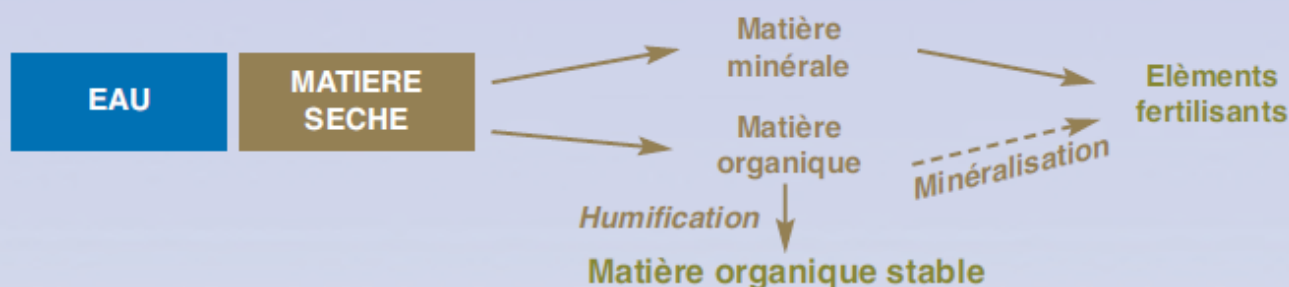 EAU
MATIERE
SECHE
Matière
minérale
Matière
organique
Elèments
fertilisants
Minéralisation
Humification
Matière organique stable